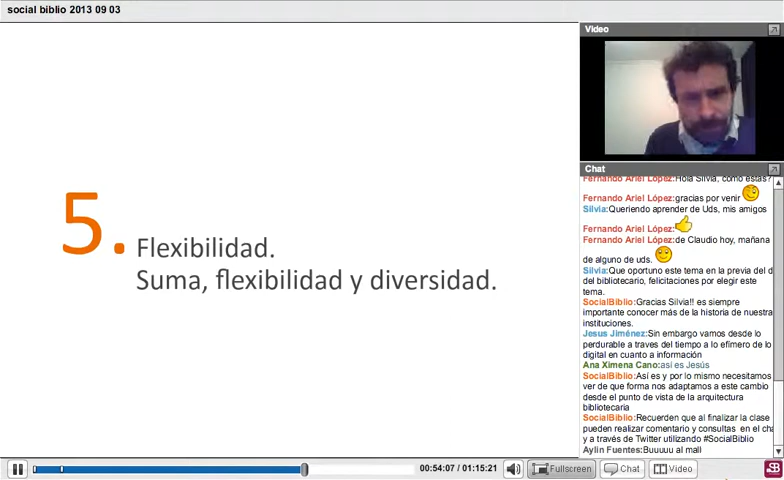 social biblio 2013 09 03
5.
Flexibilidad.
Suma, flexibilidad y diversidad.
Video
Chat
Fernando Ariel López:Hola Silvia, cómo estás?
Fernando Ariel López:gracias por venir
Silvia:Queriendo aprender de Uds, mis amigos
Fernando Ariel López:
Fernando Ariel López:de Claudio hoy, mañana
de alguno de uds.
Silvia:Que oportuno este tema en la previa del d
del bibliotecario, felicitaciones por elegir este
tema.
SocialBiblio:Gracias Silvia!! es siempre
importante conocer más de la historia de nuestra
instituciones.
Jesus Jiménez:Sin embargo vamos desde lo
perdurable a traves del tiempo a lo efímero de lo
digital en cuanto a información
Ana Ximena Cano:así es Jesús
SocialBiblio:Así es y por lo mismo necesitamos
ver de que forma nos adaptamos a este cambio
desde el punto de vista de la arquitectura
bibliotecaria
SocialBiblio:Recuerden que al finalizar la clase
pueden realizar comentario y consultas en el cha
y a través de Twitter utilizando #SocialBiblio
Aylin Fuentes:Buuuuu al mall
00:54:07 / 01:15:21
Fullscreen
Chat
Video
SB